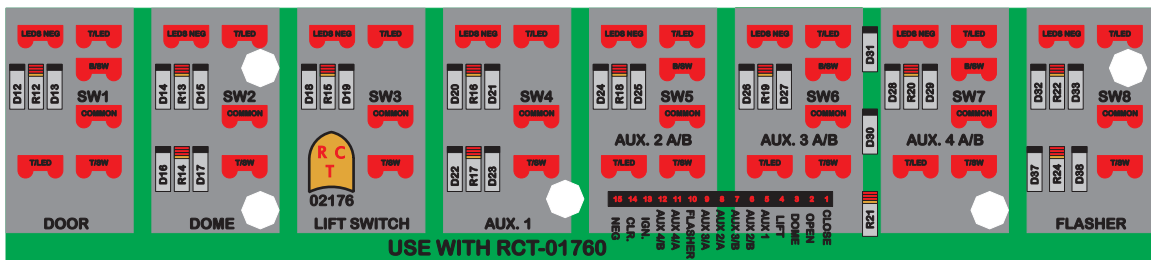 LEDS NEG T/LED LEDS NEG T/LED LEDS NEG T/LED LEDS NEG T/LED LEDS NEG T/LED LEDS NEG T/LED LEDS NEG T/LED LEDS NEG T/LED
D31
B/SW B/SW B/SW
D12 R12 D13 D14 R13 D15 D18 R15 D19 D20 R16 D21 D24 R18 D25 D26 R19 D27 D28 R20 D29 D32 R22 D33
SW1 SW2 SW3 SW4 SW5 SW6 SW7 SW8
COMMON COMMON COMMON COMMON COMMON COMMON COMMON COMMON
D30
AUX. 2 A/B AUX. 3 A/B AUX. 4 A/B
R C
T
T/LED T/SW T/SW T/SW T/SW T/LED T/SW T/LED T/SW T/LED T/SW T/SW
D16 R14 D17 D22 R17 D23 D37 R24 D38
02176
15 14 13 12 11 10 9 8 7 6 5 4 3 2 1
R21
NEG CLR. IGN. AUX 4/B AUX 4/A FLASHER AUX 3/A AUX 2/A AUX 3/B AUX 2/B AUX 1 LIFT DOME OPEN CLOSE
DOOR DOME LIFT SWITCH AUX. 1 FLASHER
USE WITH RCT-01760